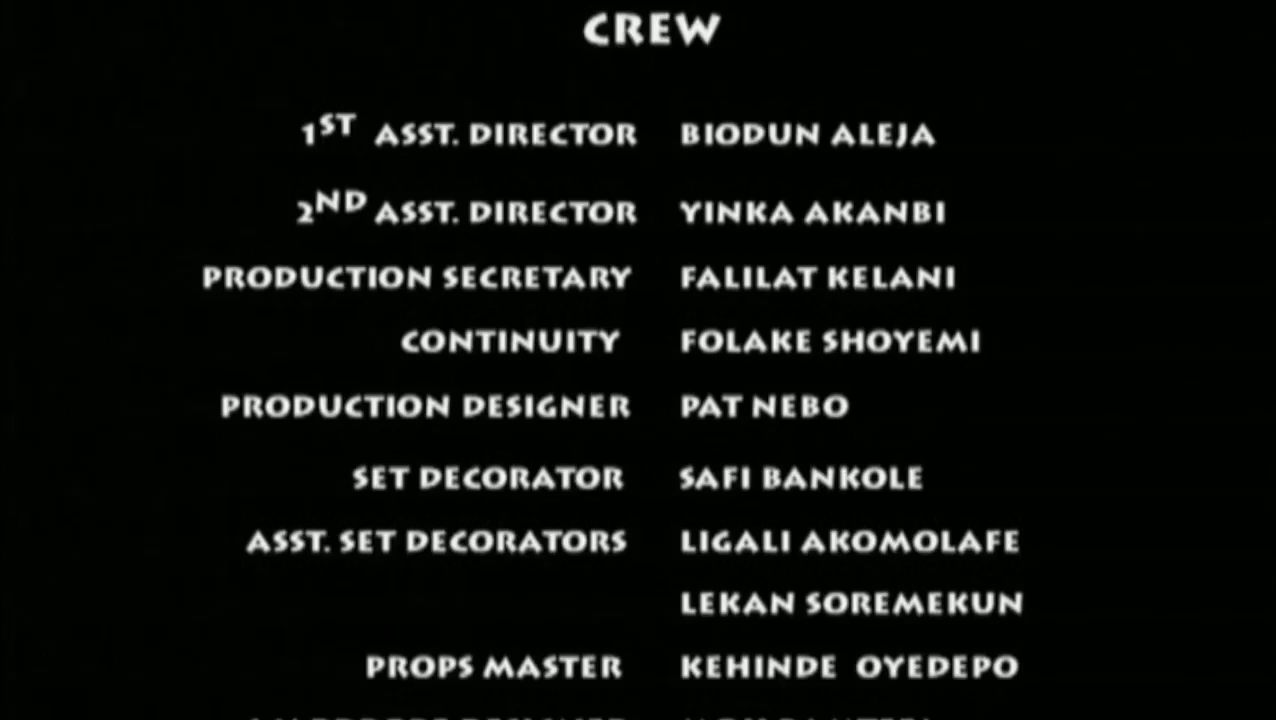 CREW
1ST ASST. DIRECTOR BIODUN ALEJA
2ND ASST. DIRECTOR YINKA AKANBI
PRODUCTION SECRETARY FALILAT KELANI
CONTINUITY FOLAKE SHOYEMI
PRODUCTION DESIGNER PAT NEBO
SET DECORATOR SAFI BANKOLE
ASST. SET DECORATORS LIGALI AKOMOLAFE
LEKAN SOREMEKUN
PROPS MASTER KEHINDE OYEDEPO